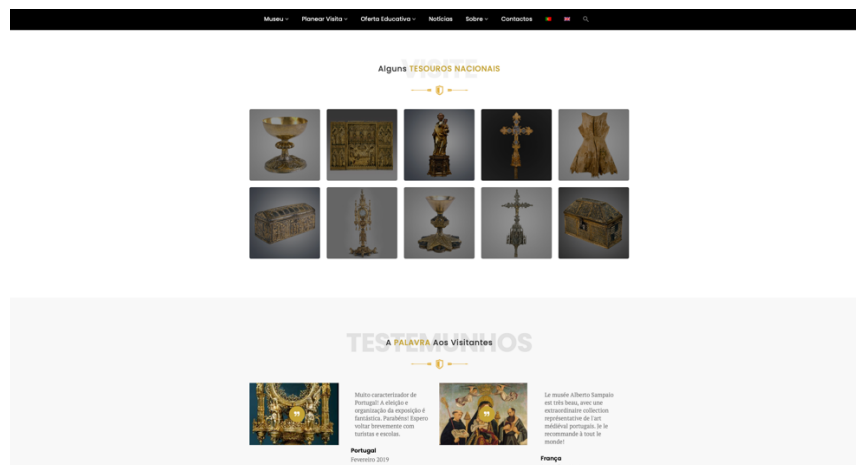 Museu Planear Visita Oferta Educativa Notícias Sobre Contactos
VISITE
Alguns TESOUROS NACIONAIS
TESTEMUNHOS
A PALAVRA Aos Visitantes
Muito caracterizador de
Portugal! A eleição e
organização da exposição é
fantástica. Parabéns! Espero
voltar brevemente com
turistas e escolas.
Portugal
Fevereiro 2019
Le musée Alberto Sampaio
est très beau, avec une
extraordinaire collection
représentative de l'art
médiéval portugais. Je le
recommande à tout le
monde!
França